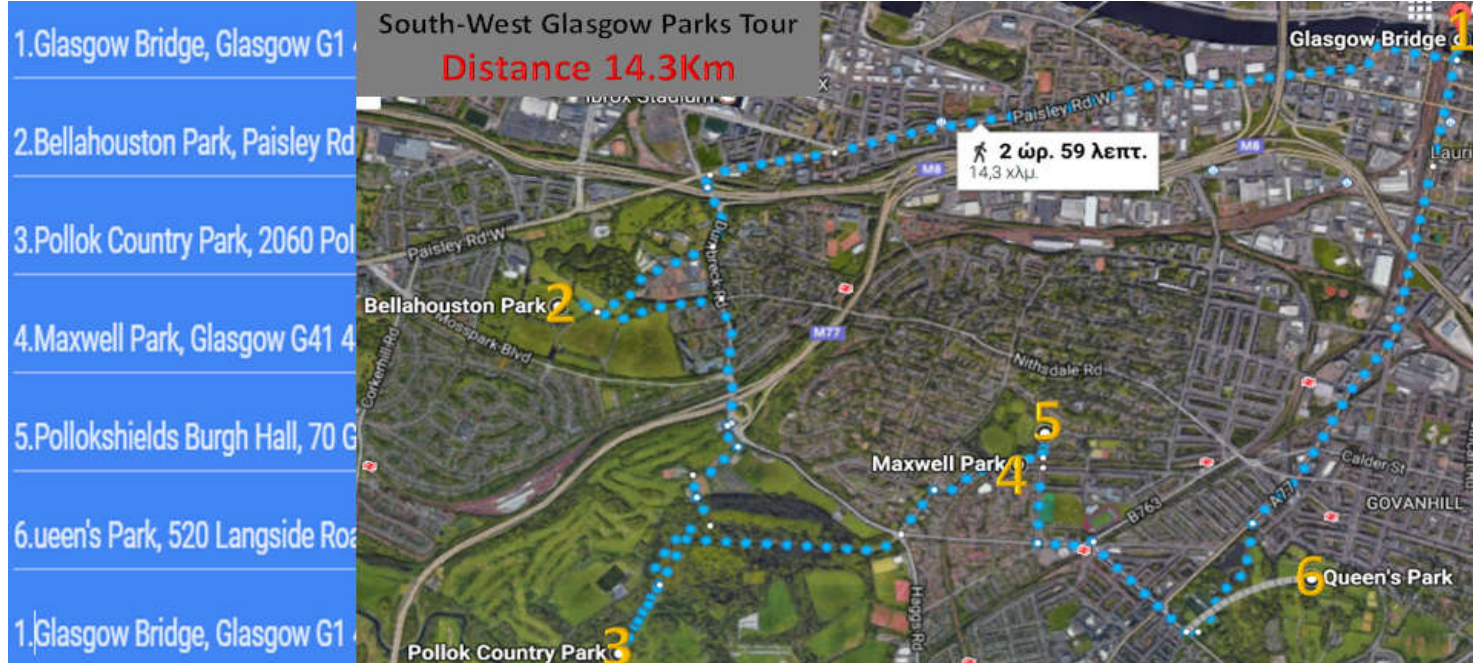 1.Glasgow Bridge, Glasgow G1
2.Bellahouston Park, Paisley Rd
3.Pollok Country Park, 2060 Pol
4.Maxwell Park, Glasgow G41 4
5.Pollokshields Burgh Hall, 70 G
6.ueen's Park, 520 Langside Roa
1.Glasgow Bridge, Glasgow G1
South-West Glasgow Parks Tour
Distance 14.3Km
Glasgow Bridge
1
Ibrox Stadium
Paisley Rd W
2 ώρ. 59 λεπτ.
14,3 χλμ.
M8
M8
Lauri
Paisley Rd W
Dumbreck Rd
Bellahouston Park
2
Mosspark Blvd
Corkerhill Rd
M77
Nithsdale Rd
5
Maxwell Park
4
Calder St
GOVANHILL
B763
A77
6
Queen's Park
Haggs Rd
Pollok Country Park
3